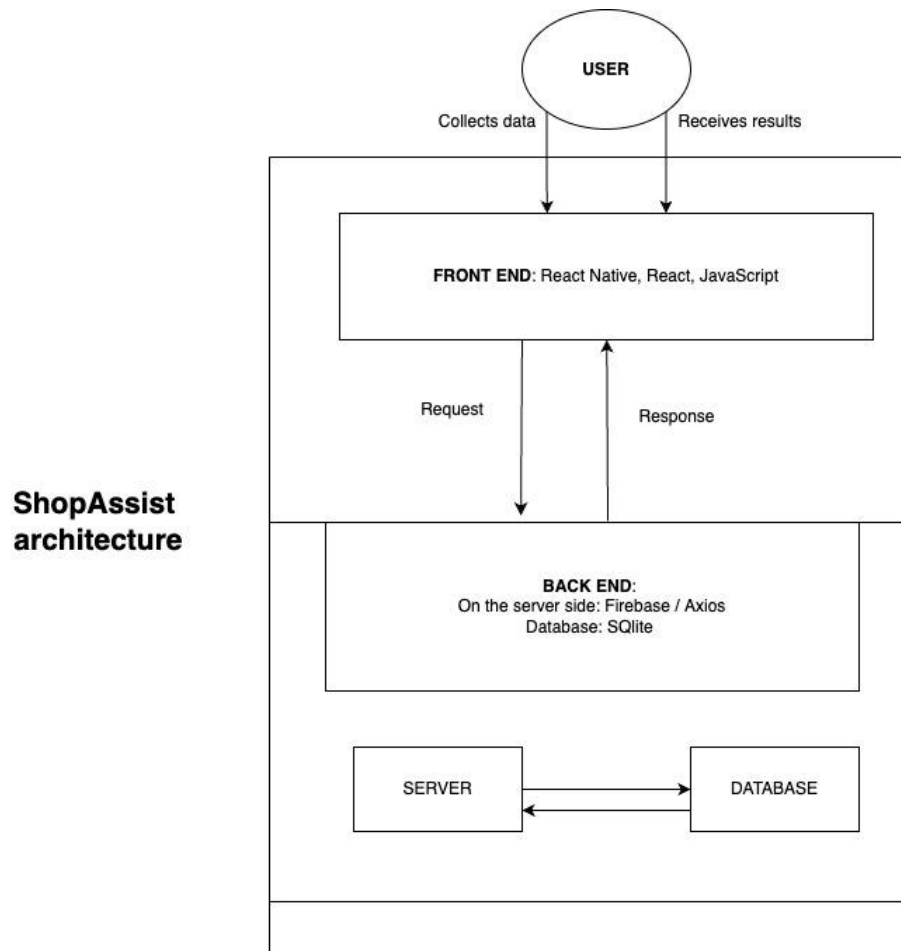 USER
Collects data
Receives results
FRONT END: React Native, React, JavaScript
Request
Response
ShopAssist
architecture
BACK END:
On the server side: Firebase / Axios
Database: SQlite
SERVER
DATABASE